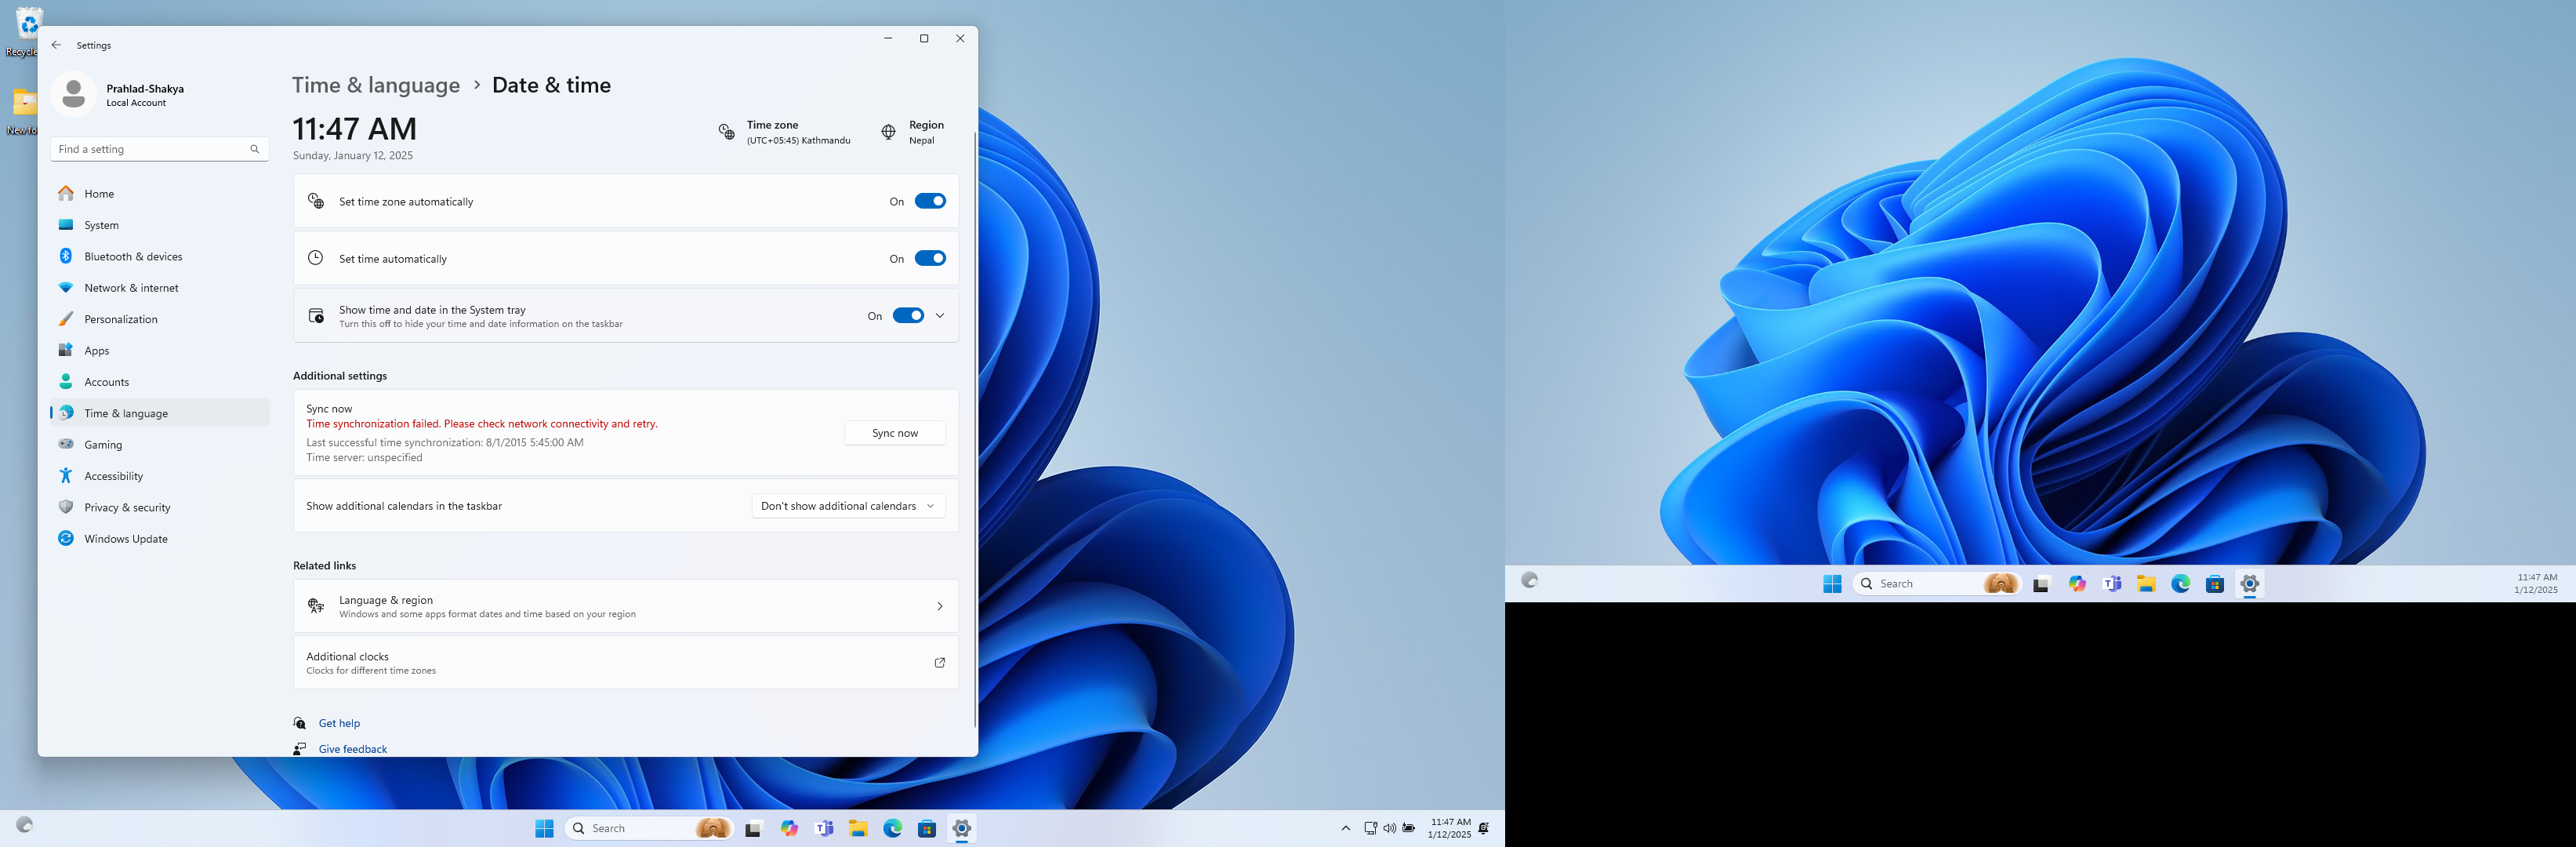 Recycle
New fo
Settings
Prahlad-Shakya
Local Account
Find a setting
Home
System
Bluetooth & devices
Network & internet
Personalization
Apps
Accounts
Time & language
Gaming
Accessibility
Privacy & security
Windows Update
Time & language > Date & time
11:47 AM
Sunday, January 12, 2025
Time zone
(UTC+05:45) Kathmandu
Region
Nepal
Set time zone automatically
On
Set time automatically
On
Show time and date in the System tray
Turn this off to hide your time and date information on the taskbar
On
Additional settings
Sync now
Time synchronization failed. Please check network connectivity and retry.
Last successful time synchronization: 8/1/2015 5:45:00 AM
Time server: unspecified
Sync now
Show additional calendars in the taskbar
Don't show additional calendars
Related links
Language & region
Windows and some apps format dates and time based on your region
Additional clocks
Clocks for different time zones
Get help
Give feedback
Search
11:47 AM
1/12/2025
Search
11:47 AM
1/12/2025